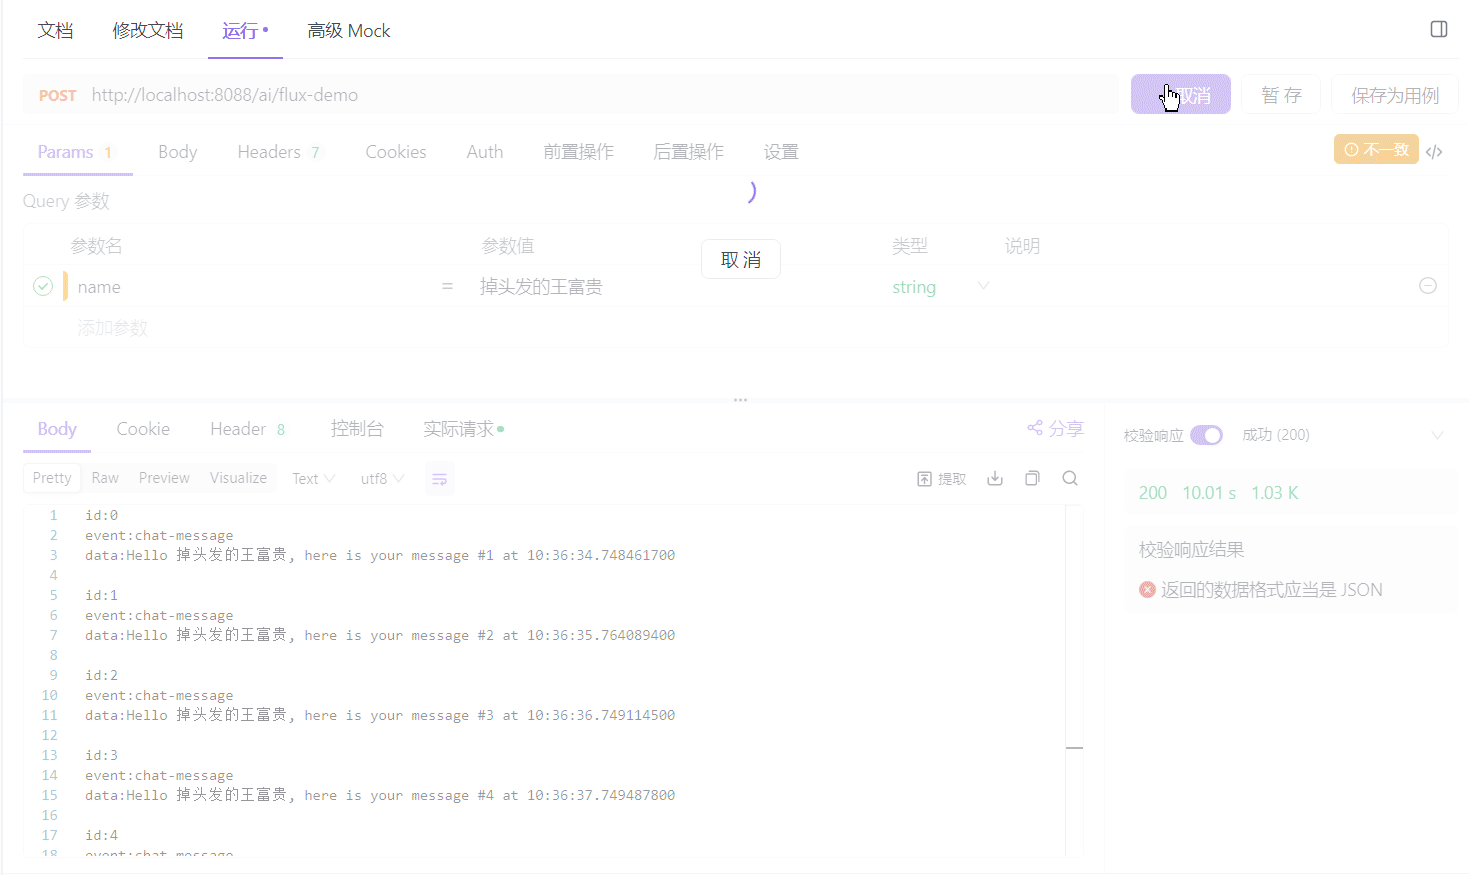 文档 修改文档 运行 高级 Mock
POST http://localhost:8088/ai/flux-demo 取消 暂存 保存为用例
Params 1 Body Headers 7 Cookies Auth 前置操作 后置操作 设置 不一致
Query 参数
参数名 参数值 类型 说明
取消
name = 掉头发的王富贵 string
添加参数
Body Cookie Header 8 控制台 实际请求 分享
Pretty Raw Preview Visualize Text utf8 提取
1 id:0
2 event:chat-message
3 data:Hello 掉头发的王富贵, here is your message #1 at 10:36:34.748461700
4
5 id:1
6 event:chat-message
7 data:Hello 掉头发的王富贵, here is your message #2 at 10:36:35.764089400
8
9 id:2
10 event:chat-message
11 data:Hello 掉头发的王富贵, here is your message #3 at 10:36:36.749114500
12
13 id:3
14 event:chat-message
15 data:Hello 掉头发的王富贵, here is your message #4 at 10:36:37.749487800
16
17 id:4
18 event:chat-message
校验响应 成功 (200)
200 10.01 s 1.03 K
校验响应结果
返回的数据格式应当是 JSON